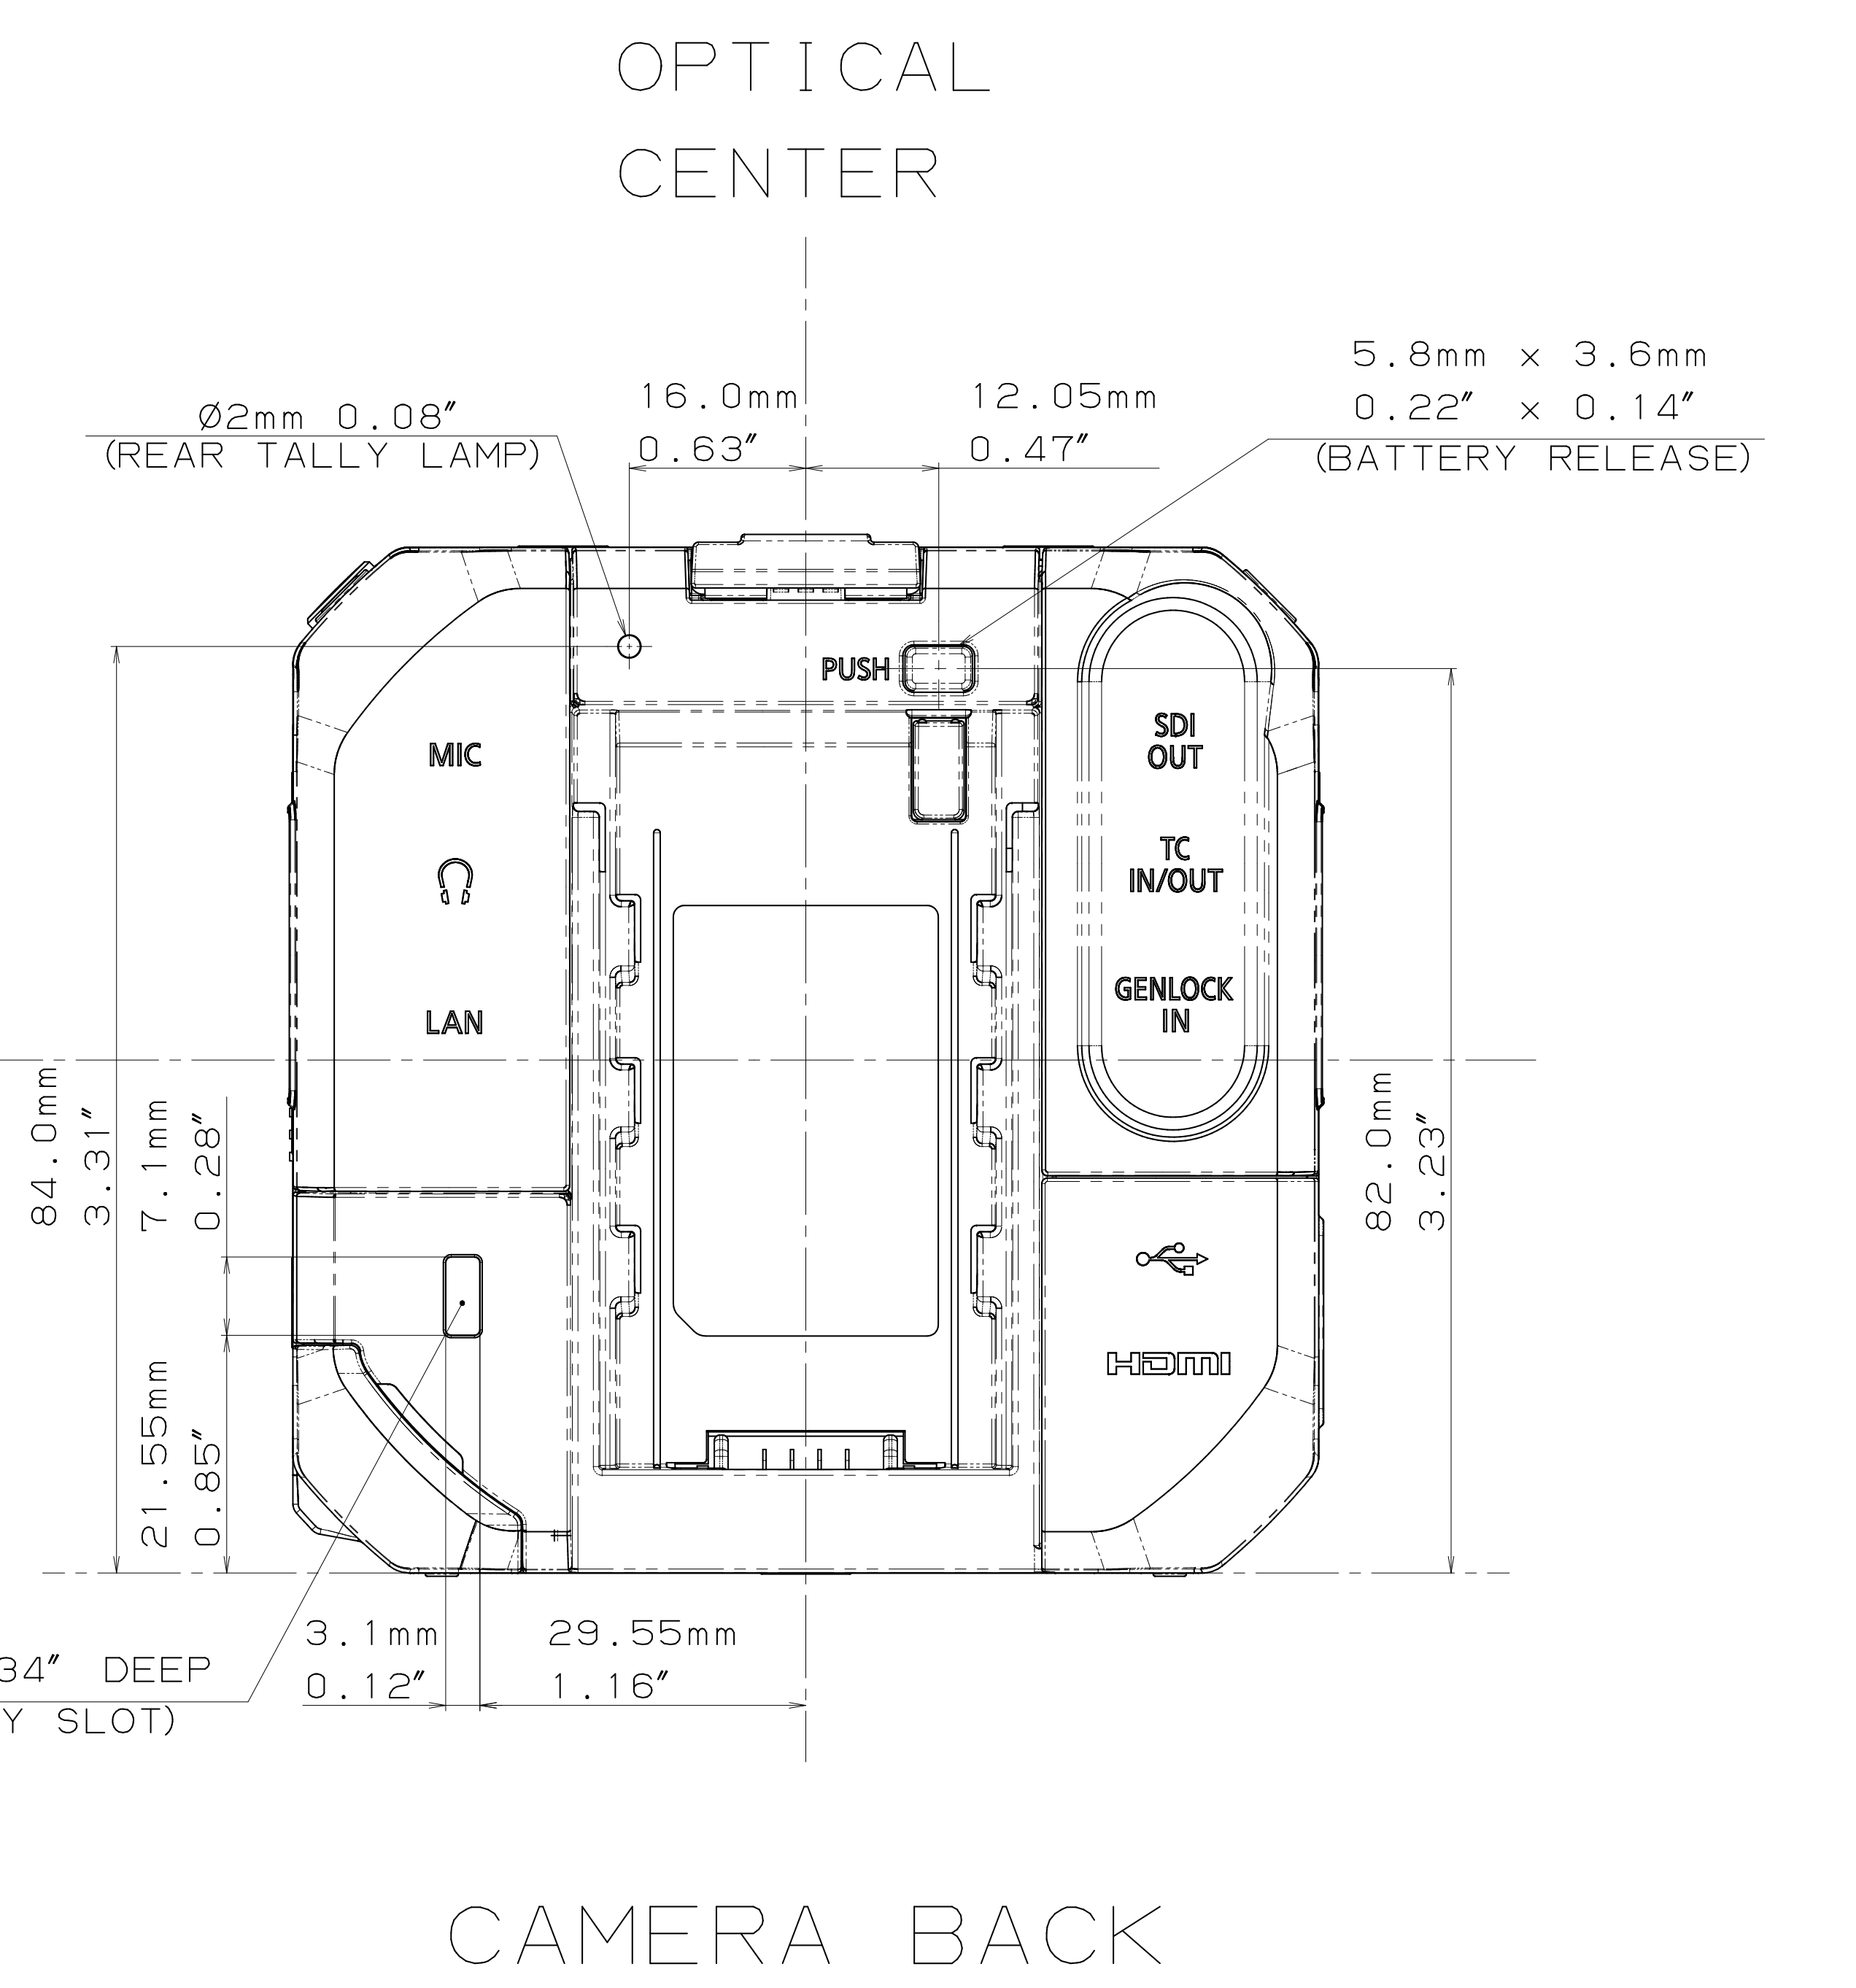 OPTICAL
CENTER
5.8mm x 3.6mm
0.22″ x 0.14″
(BATTERY RELEASE)
16.0mm
0.63″
12.05mm
0.47″
Ø2mm 0.08″
(REAR TALLY LAMP)
PUSH
MIC
SDI
OUT
TC
IN/OUT
LAN
GENLOCK
IN
84.0mm
3.31″
7.1mm
0.28″
82.0mm
3.23″
21.55mm
0.85″
HDMI
3.1mm
0.12″
29.55mm
1.16″
34″ DEEP
Y SLOT)
CAMERA BACK